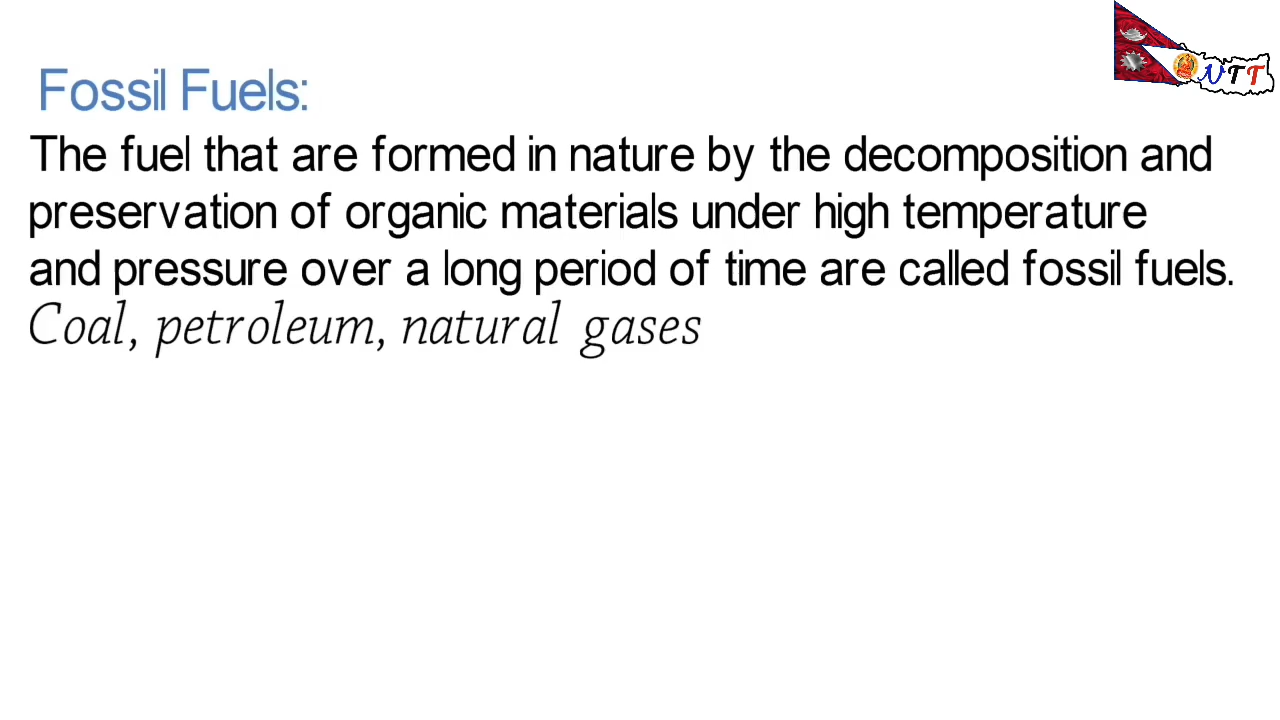 NTT
Fossil Fuels:
The fuel that are formed in nature by the decomposition and
preservation of organic materials under high temperature
and pressure over a long period of time are called fossil fuels.
Coal, petroleum, natural gases